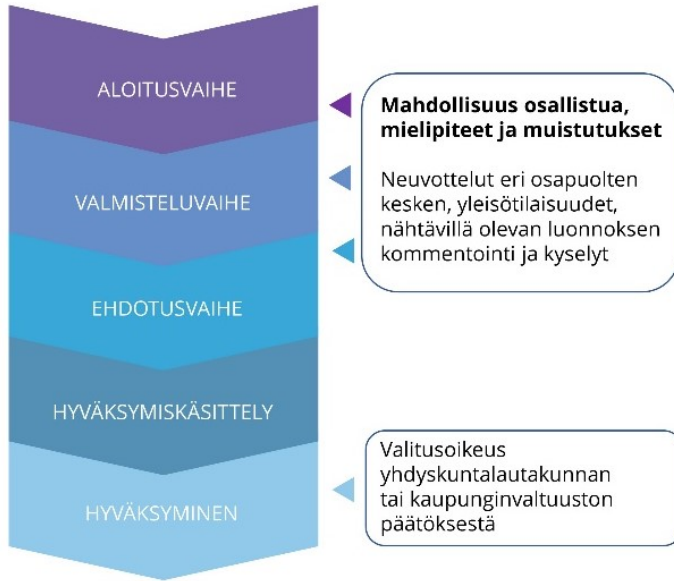 ALOITUSVAIHE
Mahdollisuus osallistua,
mielipiteet ja muistutukset
VALMISTELUVAIHE
Neuvottelut eri osapuolten
kesken, yleisötilaisuudet,
nähtävillä olevan luonnoksen
kommentointi ja kyselyt
EHDOTUSVAIHE
HYVÄKSYMISKÄSITTELY
HYVÄKSYMINEN
Valitusoikeus
yhdyskuntalautakunnan
tai kaupunginvaltuuston
päätöksestä